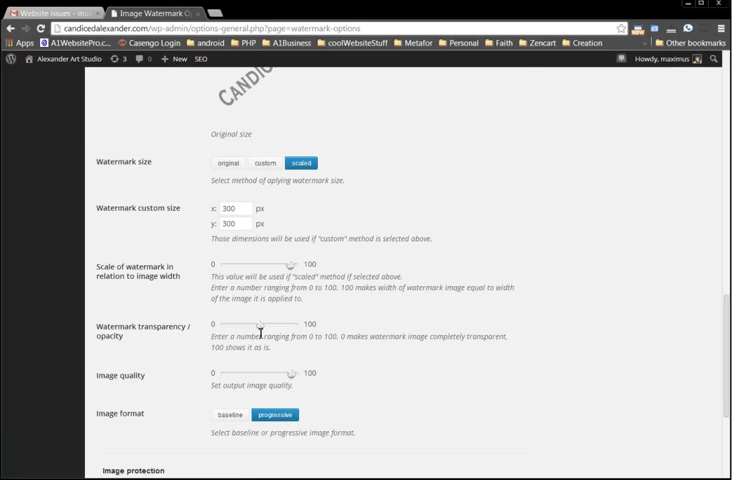 Website issues - max
Image Watermark Op
candicedalexander.com/wp-admin/options-general.php?page=watermark-options
Apps A1WebsitePro.c... Casengo Login android PHP A1Business coolWebsiteStuff Metafor Personal Faith Zencart Creation Other bookmarks
Alexander Art Studio 3 0 + New SEO Howdy, maximus
CANDIC
Original size
Watermark size original custom scaled
Select method of aplying watermark size.
Watermark custom size x: 300 px
y: 300 px
Those dimensions will be used if "custom" method is selected above.
Scale of watermark in relation to image width 0 100
This value will be used if "scaled" method if selected above.
Enter a number ranging from 0 to 100. 100 makes width of watermark image equal to width
of the image it is applied to.
Watermark transparency / opacity 0 100
Enter a number ranging from 0 to 100. 0 makes watermark image completely transparent,
100 shows it as is.
Image quality 0 100
Set output image quality.
Image format baseline progressive
Select baseline or progressive image format.
Image protection